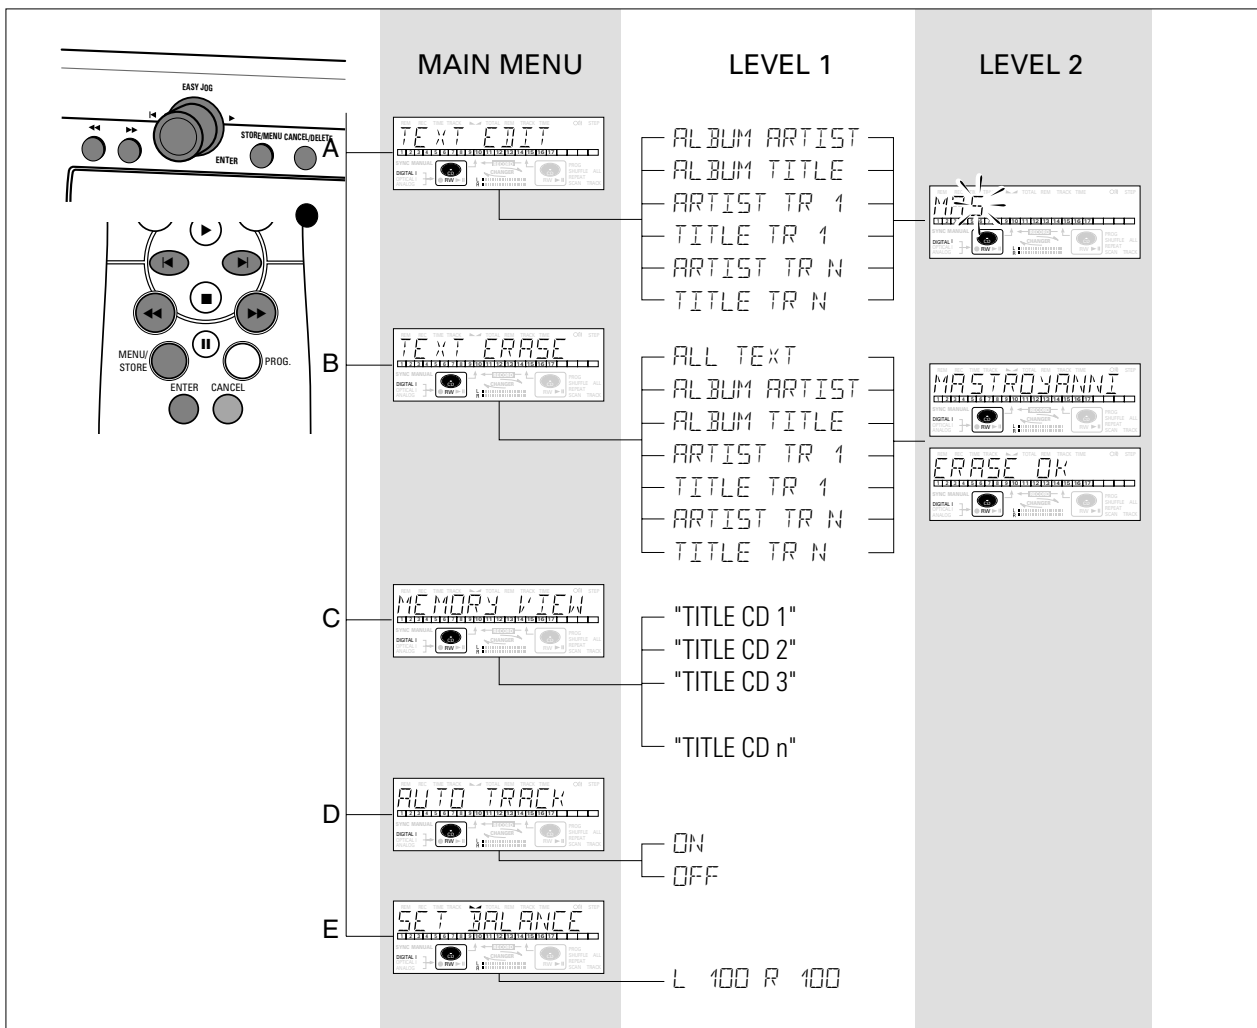 MAIN MENU
LEVEL 1
LEVEL 2
EASY JOG
STORE/MENU CANCEL/DELETE
ENTER
MENU/
STORE
PROG.
ENTER CANCEL
A
TEXT EDIT
ALBUM ARTIST
ALBUM TITLE
ARTIST TR 1
TITLE TR 1
ARTIST TR N
TITLE TR N
MAS
B
TEXT ERASE
ALL TEXT
ALBUM ARTIST
ALBUM TITLE
ARTIST TR 1
TITLE TR 1
ARTIST TR N
TITLE TR N
MASTROYANNI
ERASE OK
C
MEMORY VIEW
"TITLE CD 1"
"TITLE CD 2"
"TITLE CD 3"
"TITLE CD n"
D
AUTO TRACK
ON
OFF
E
SET BALANCE
L 100 R 100